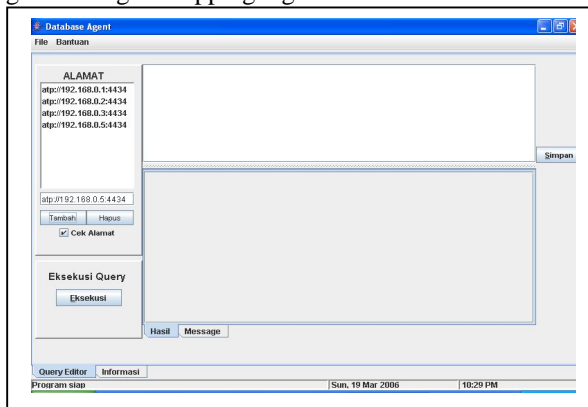 Database Agent
File Bantuan
ALAMAT
atp://192.168.0.1:4434
atp://192.168.0.2:4434
atp://192.168.0.3:4434
atp://192.168.0.5:4434
Simpan
atp://192.168.0.5:4434
Tambah Hapus
Cek Alamat
Eksekusi Query
Eksekusi
Hasil Message
Query Editor Informasi
Program siap Sun, 19 Mar 2006 10:29 PM